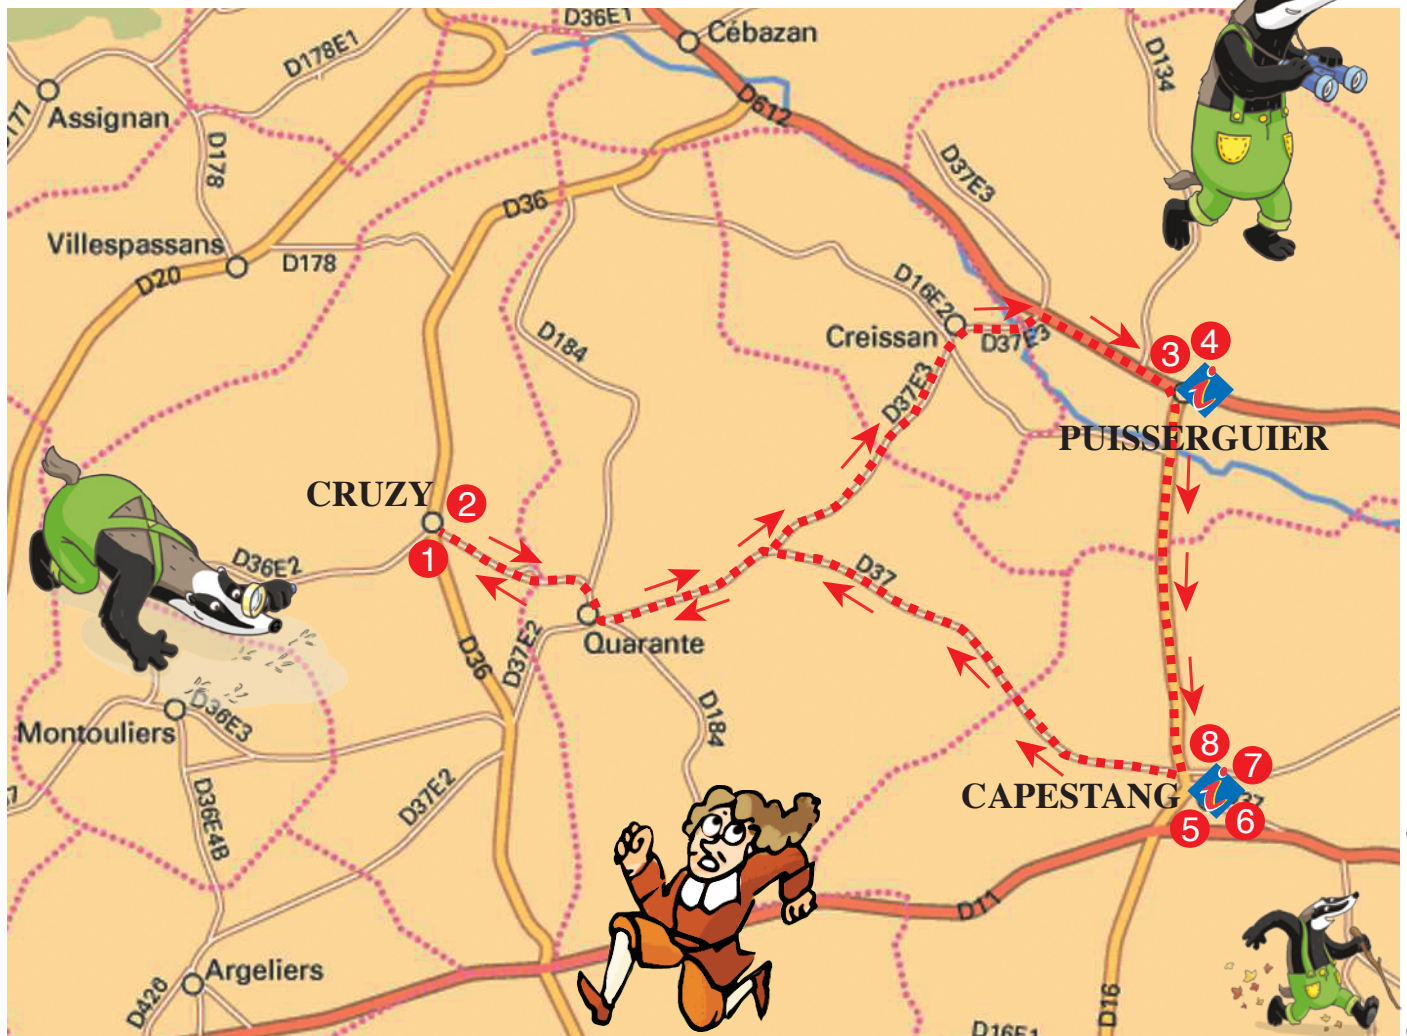 D36E1
Cébazan
D178E1
D134
D171
Assignan
D612
D178
D37E3
D36
Villespassans
D178
D20
D16E2
Creissan
D37E3
D184
3
4
i
D37E3
PUISSERGUIER
CRUZY
2
1
D36E2
D37
Quarante
D36
D37E2
D36E3
Montouliers
D184
8
7
i
CAPESTANG
5
6
D36E4B
D37E2
D11
Argeliers
D426
D16
D16E1